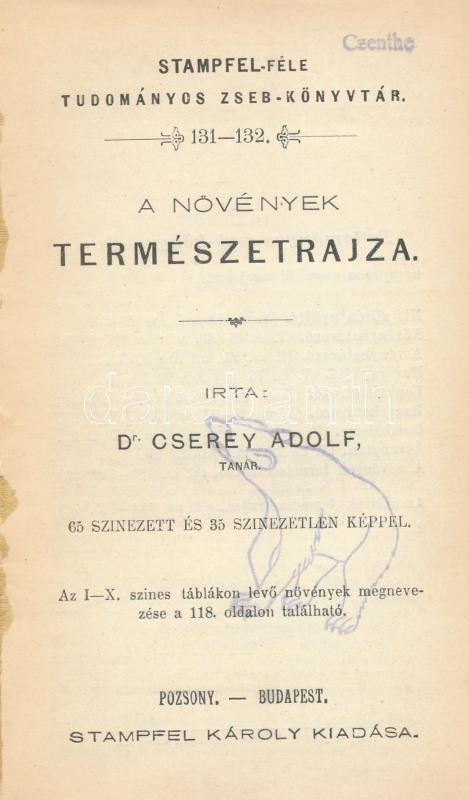 Czenthe
STAMPFEL-FÉLE
TUDOMÁNYOS ZSEB-KÖNYVTÁR.
131—132.
A NÖVÉNYEK
TERMÉSZETRAJZA.
IRTA:
darabanth
Dr. CSEREY ADOLF,
TANÁR.
65 SZINEZETT ÉS 35 SZINEZETLEN KÉPPEL.
Az I—X. szines táblákon levő növények megneve-
zése a 118. oldalon található.
POZSONY. — BUDAPEST.
STAMPFEL KÁROLY KIADÁSA.